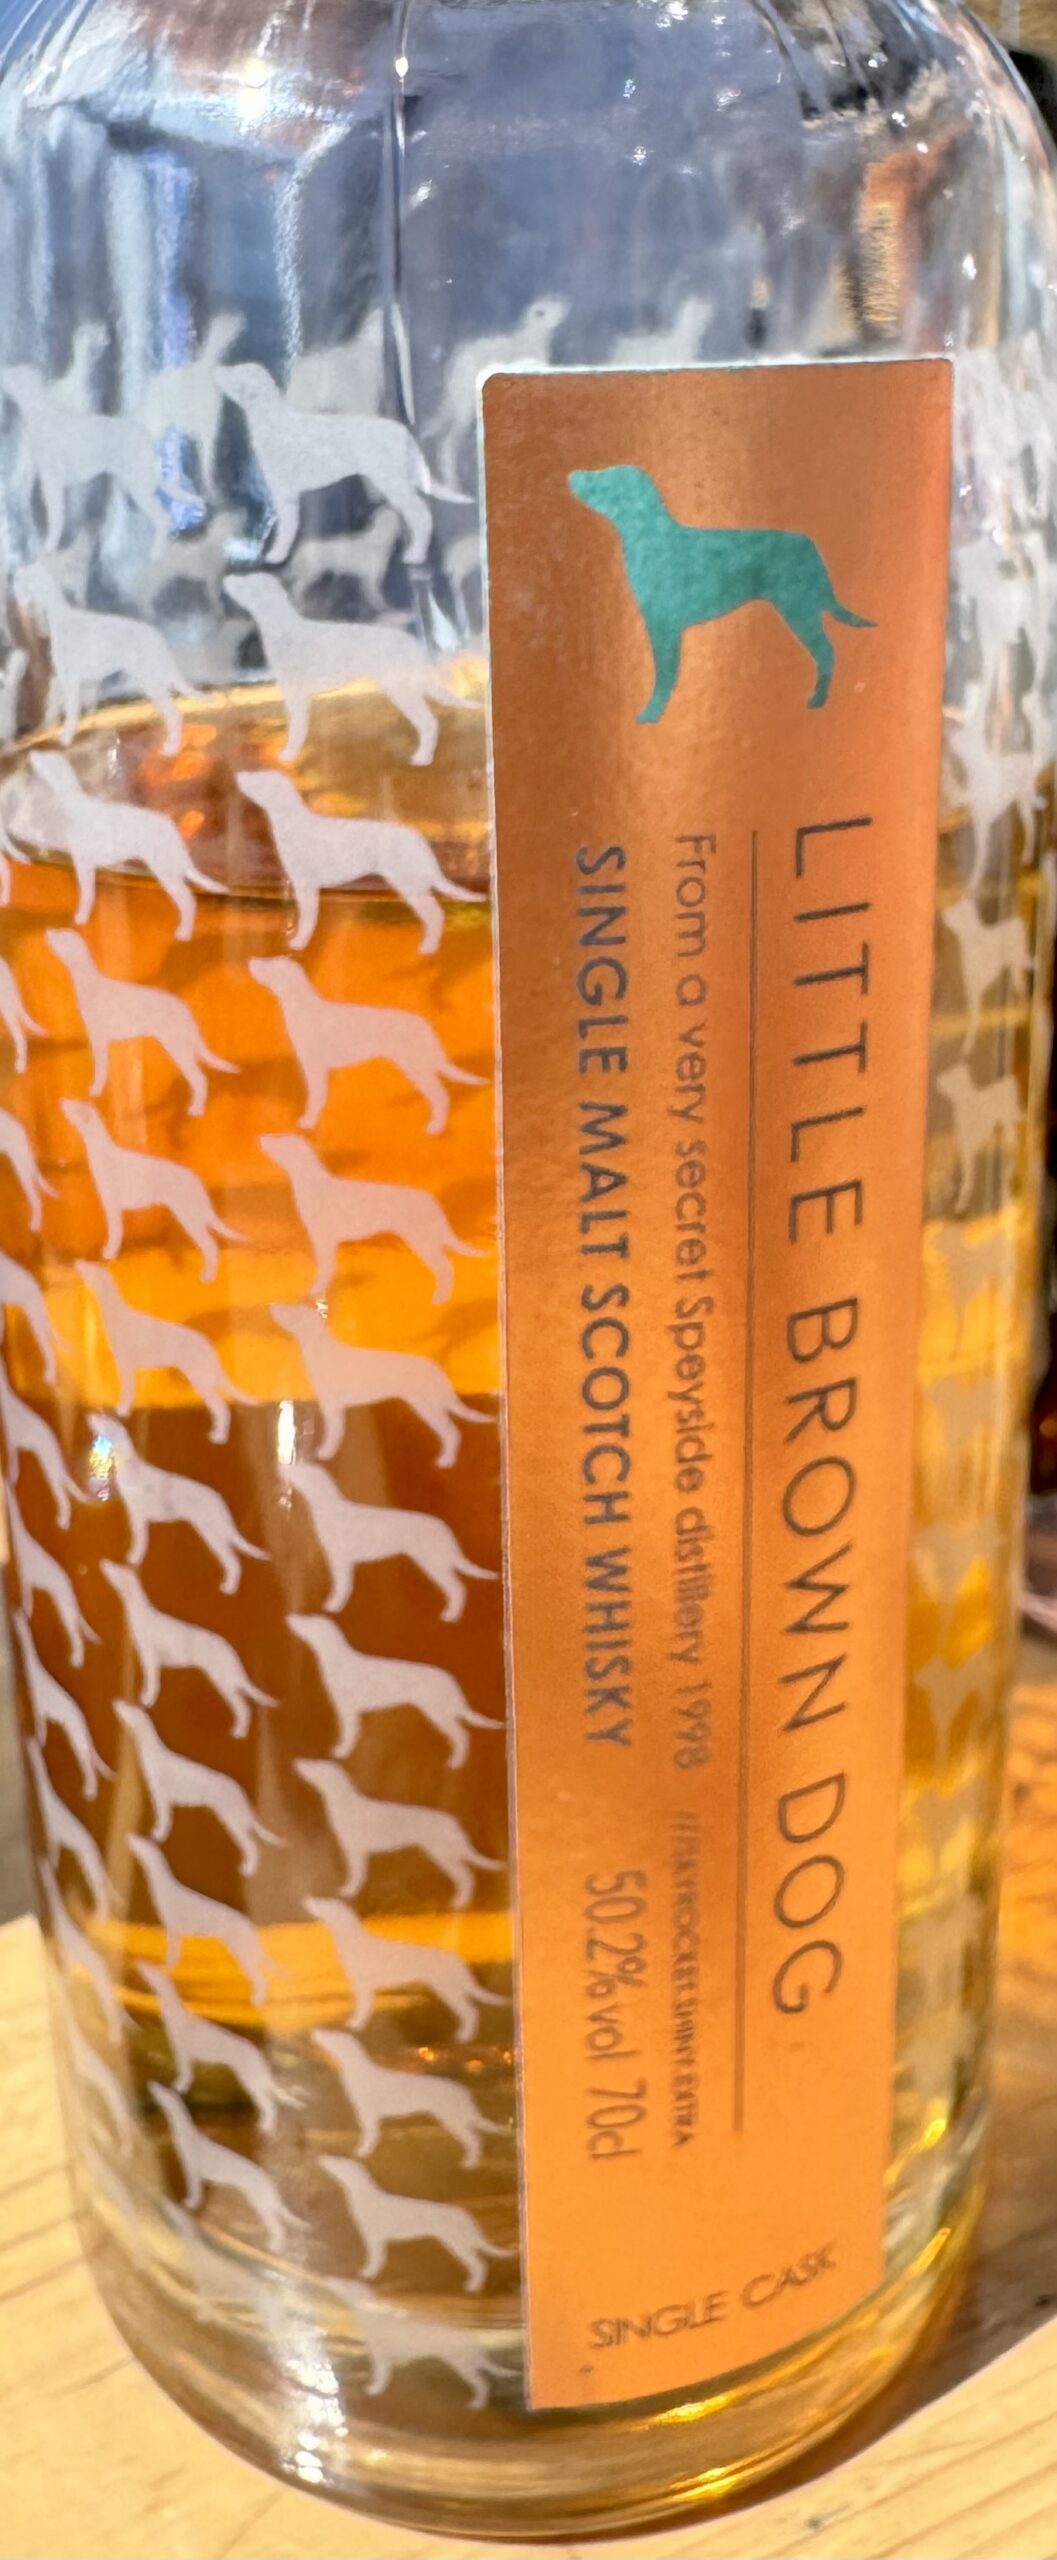 LITTLE BROWN DOG
From a very secret Speyside distillery 1998
SINGLE MALT SCOTCH WHISKY
50.2%vol 70cl
SINGLE CASK